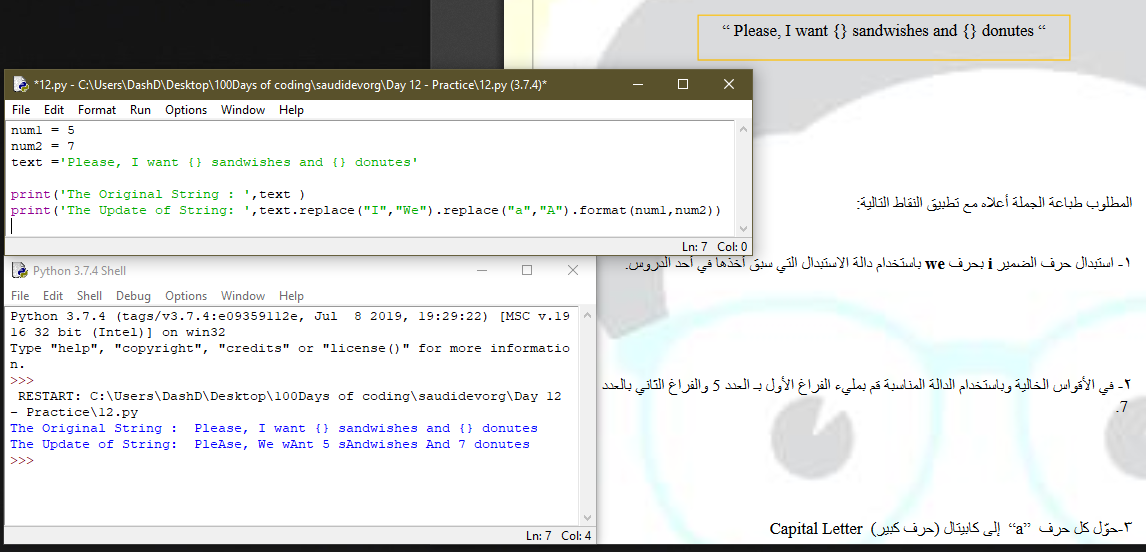 “ Please, I want {} sandwishes and {} donutes “
*12.py - C:\Users\DashD\Desktop\100Days of coding\saudidevorg\Day 12 - Practice\12.py (3.7.4)*
File Edit Format Run Options Window Help
num1 = 5
num2 = 7
text ='Please, I want {} sandwishes and {} donutes'
print('The Original String : ',text )
print('The Update of String: ',text.replace("I","We").replace("a","A").format(num1,num2))
Ln: 7 Col: 0
Python 3.7.4 Shell
File Edit Shell Debug Options Window Help
Python 3.7.4 (tags/v3.7.4:e09359112e, Jul 8 2019, 19:29:22) [MSC v.19
16 32 bit (Intel)] on win32
Type "help", "copyright", "credits" or "license()" for more informatio
n.
>>>
RESTART: C:\Users\DashD\Desktop\100Days of coding\saudidevorg\Day 12
- Practice\12.py
The Original String : Please, I want {} sandwishes and {} donutes
The Update of String: PleAse, We wAnt 5 sAndwishes And 7 donutes
>>>
Ln: 7 Col: 4
المطلوب طباعة الجملة أعلاه مع تطبيق النقاط التالية:
١- استبدال حرف الضمير i بحرف we باستخدام دالة الاستبدال التي سبق أخذها في أحد الدروس.
٢- في الأقواس الخالية وباستخدام الدالة المناسبة قم بمليء الفراغ الأول بـ العدد 5 والفراغ الثاني بالعدد
7.
٣-حوّل كل حرف “a” إلى كابيتال (حرف كبير) Capital Letter